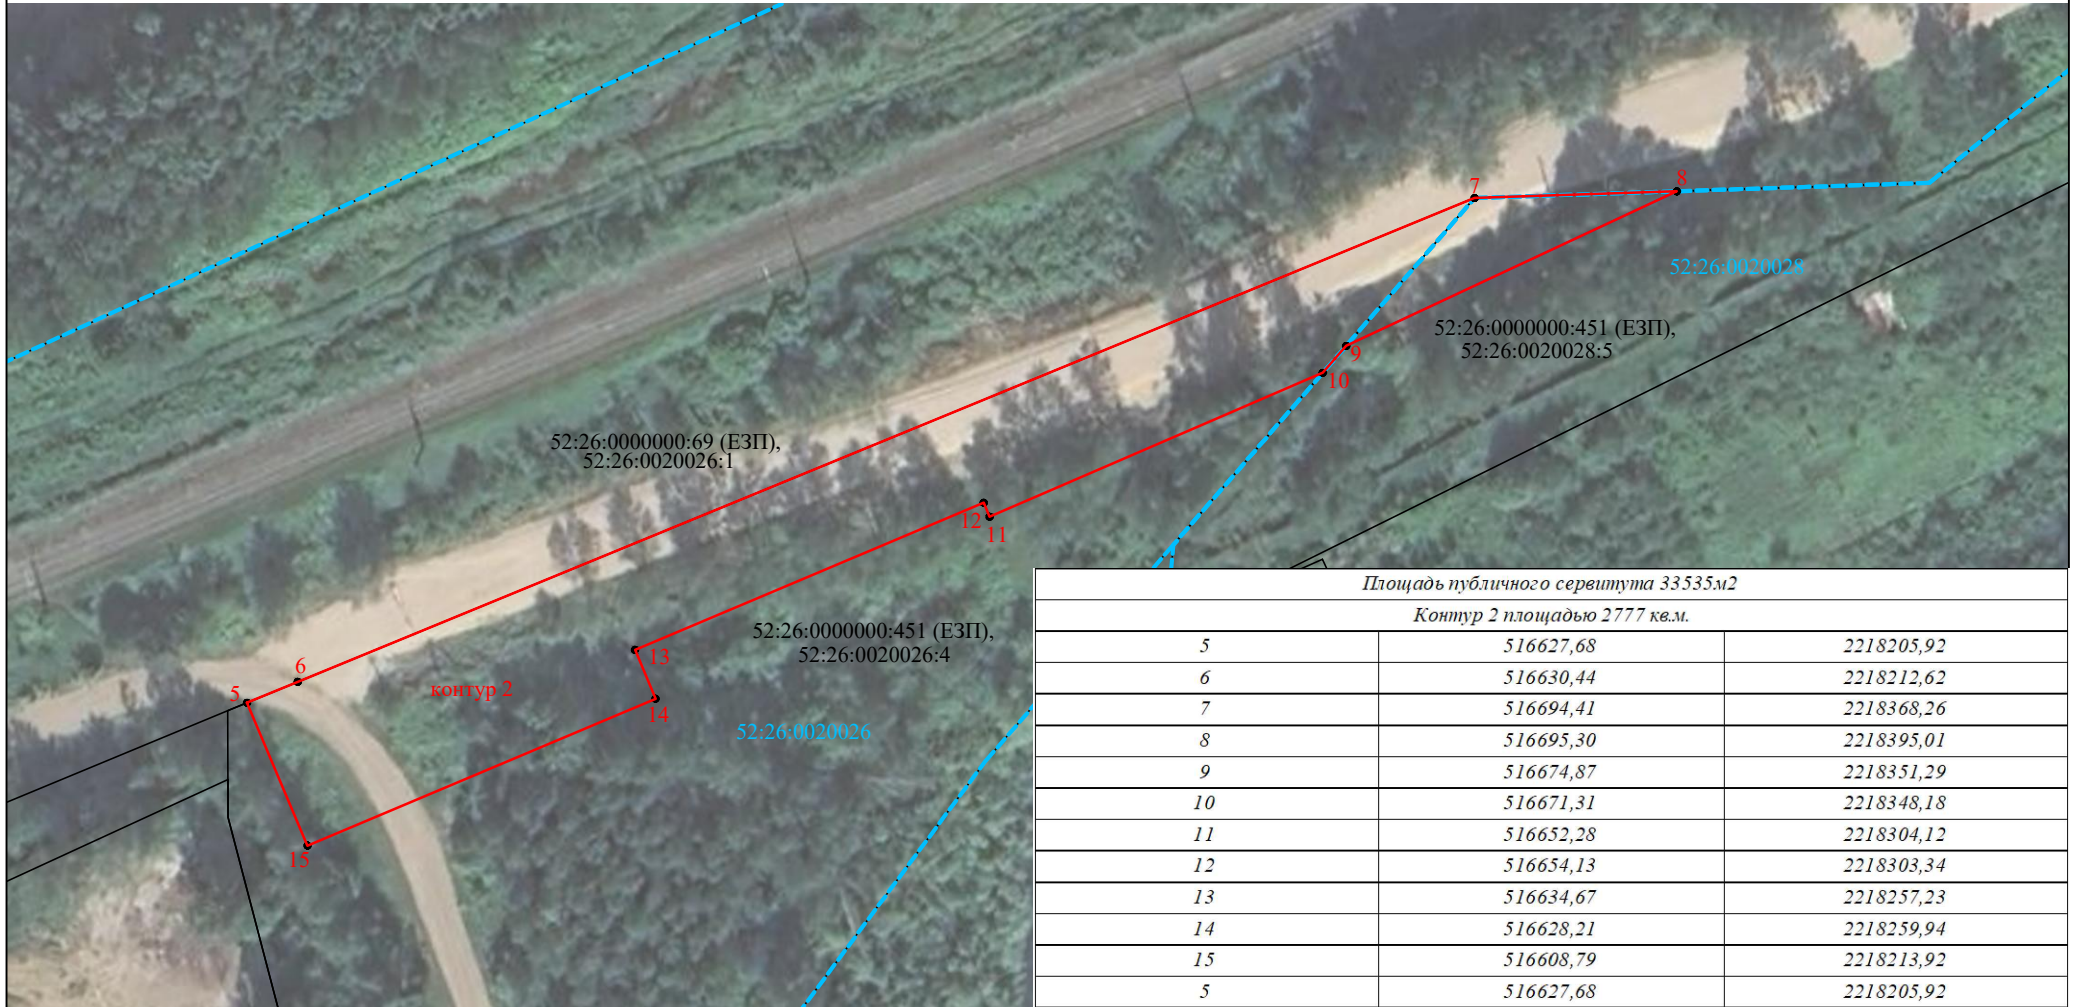 7
8
52:26:0020028
52:26:0000000:451 (ЕЗП),
52:26:0020028:5
9
10
52:26:0000000:69 (ЕЗП),
52:26:0020026:1
12
11
52:26:0000000:451 (ЕЗП),
52:26:0020026:4
13
6
5
контур 2
14
52:26:0020026
15
Площадь публичного сервитута 33535м2
Контур 2 площадью 2777 кв.м.
5 516627,68 2218205,92
6 516630,44 2218212,62
7 516694,41 2218368,26
8 516695,30 2218395,01
9 516674,87 2218351,29
10 516671,31 2218348,18
11 516652,28 2218304,12
12 516654,13 2218303,34
13 516634,67 2218257,23
14 516628,21 2218259,94
15 516608,79 2218213,92
5 516627,68 2218205,92